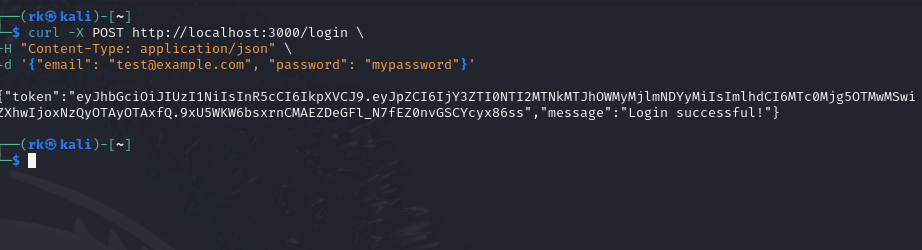 ┌──(rk㉿kali)-[~]
└─$ curl -X POST http://localhost:3000/login \
-H "Content-Type: application/json" \
-d '{"email": "test@example.com", "password": "mypassword"}'
{"token":"eyJhbGciOiJIUzI1NiIsInR5cCI6IkpXVCJ9.eyJpZCI6IjY3ZTI0NTI2MTNkMTJhOWMyMjlmNDYyMiIsImlhdCI6MTc0Mjg5OTMwMSwi
ZXhwIjoxNzQyOTAyOTAxfQ.9xU5WKW6bsxrnCMAEZDeGFl_N7fEZ0nvGSCYcyx86ss","message":"Login successful!"}
┌──(rk㉿kali)-[~]
└─$